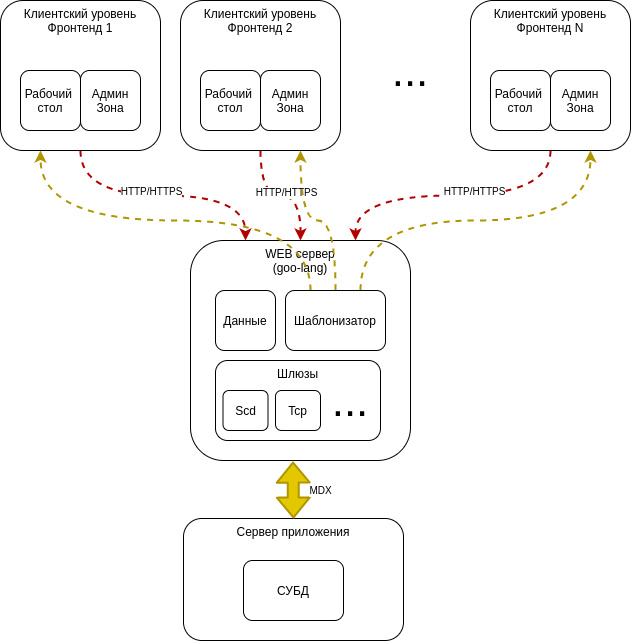 Клиентский уровень
Фронтенд 1
Рабочий
стол
Админ
Зона
Клиентский уровень
Фронтенд 2
Рабочий
стол
Админ
Зона
...
Клиентский уровень
Фронтенд N
Рабочий
стол
Админ
Зона
HTTP/HTTPS
HTTP/HTTPS
HTTP/HTTPS
WEB сервер
(goo-lang)
Данные
Шаблонизатор
Шлюзы
Scd
Tcp
...
MDX
Сервер приложения
СУБД